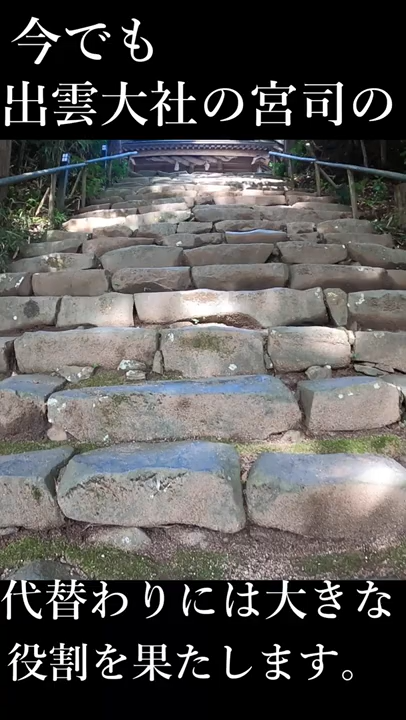 今でも
出雲大社の宮司の
代替わりには大きな
役割を果たします。